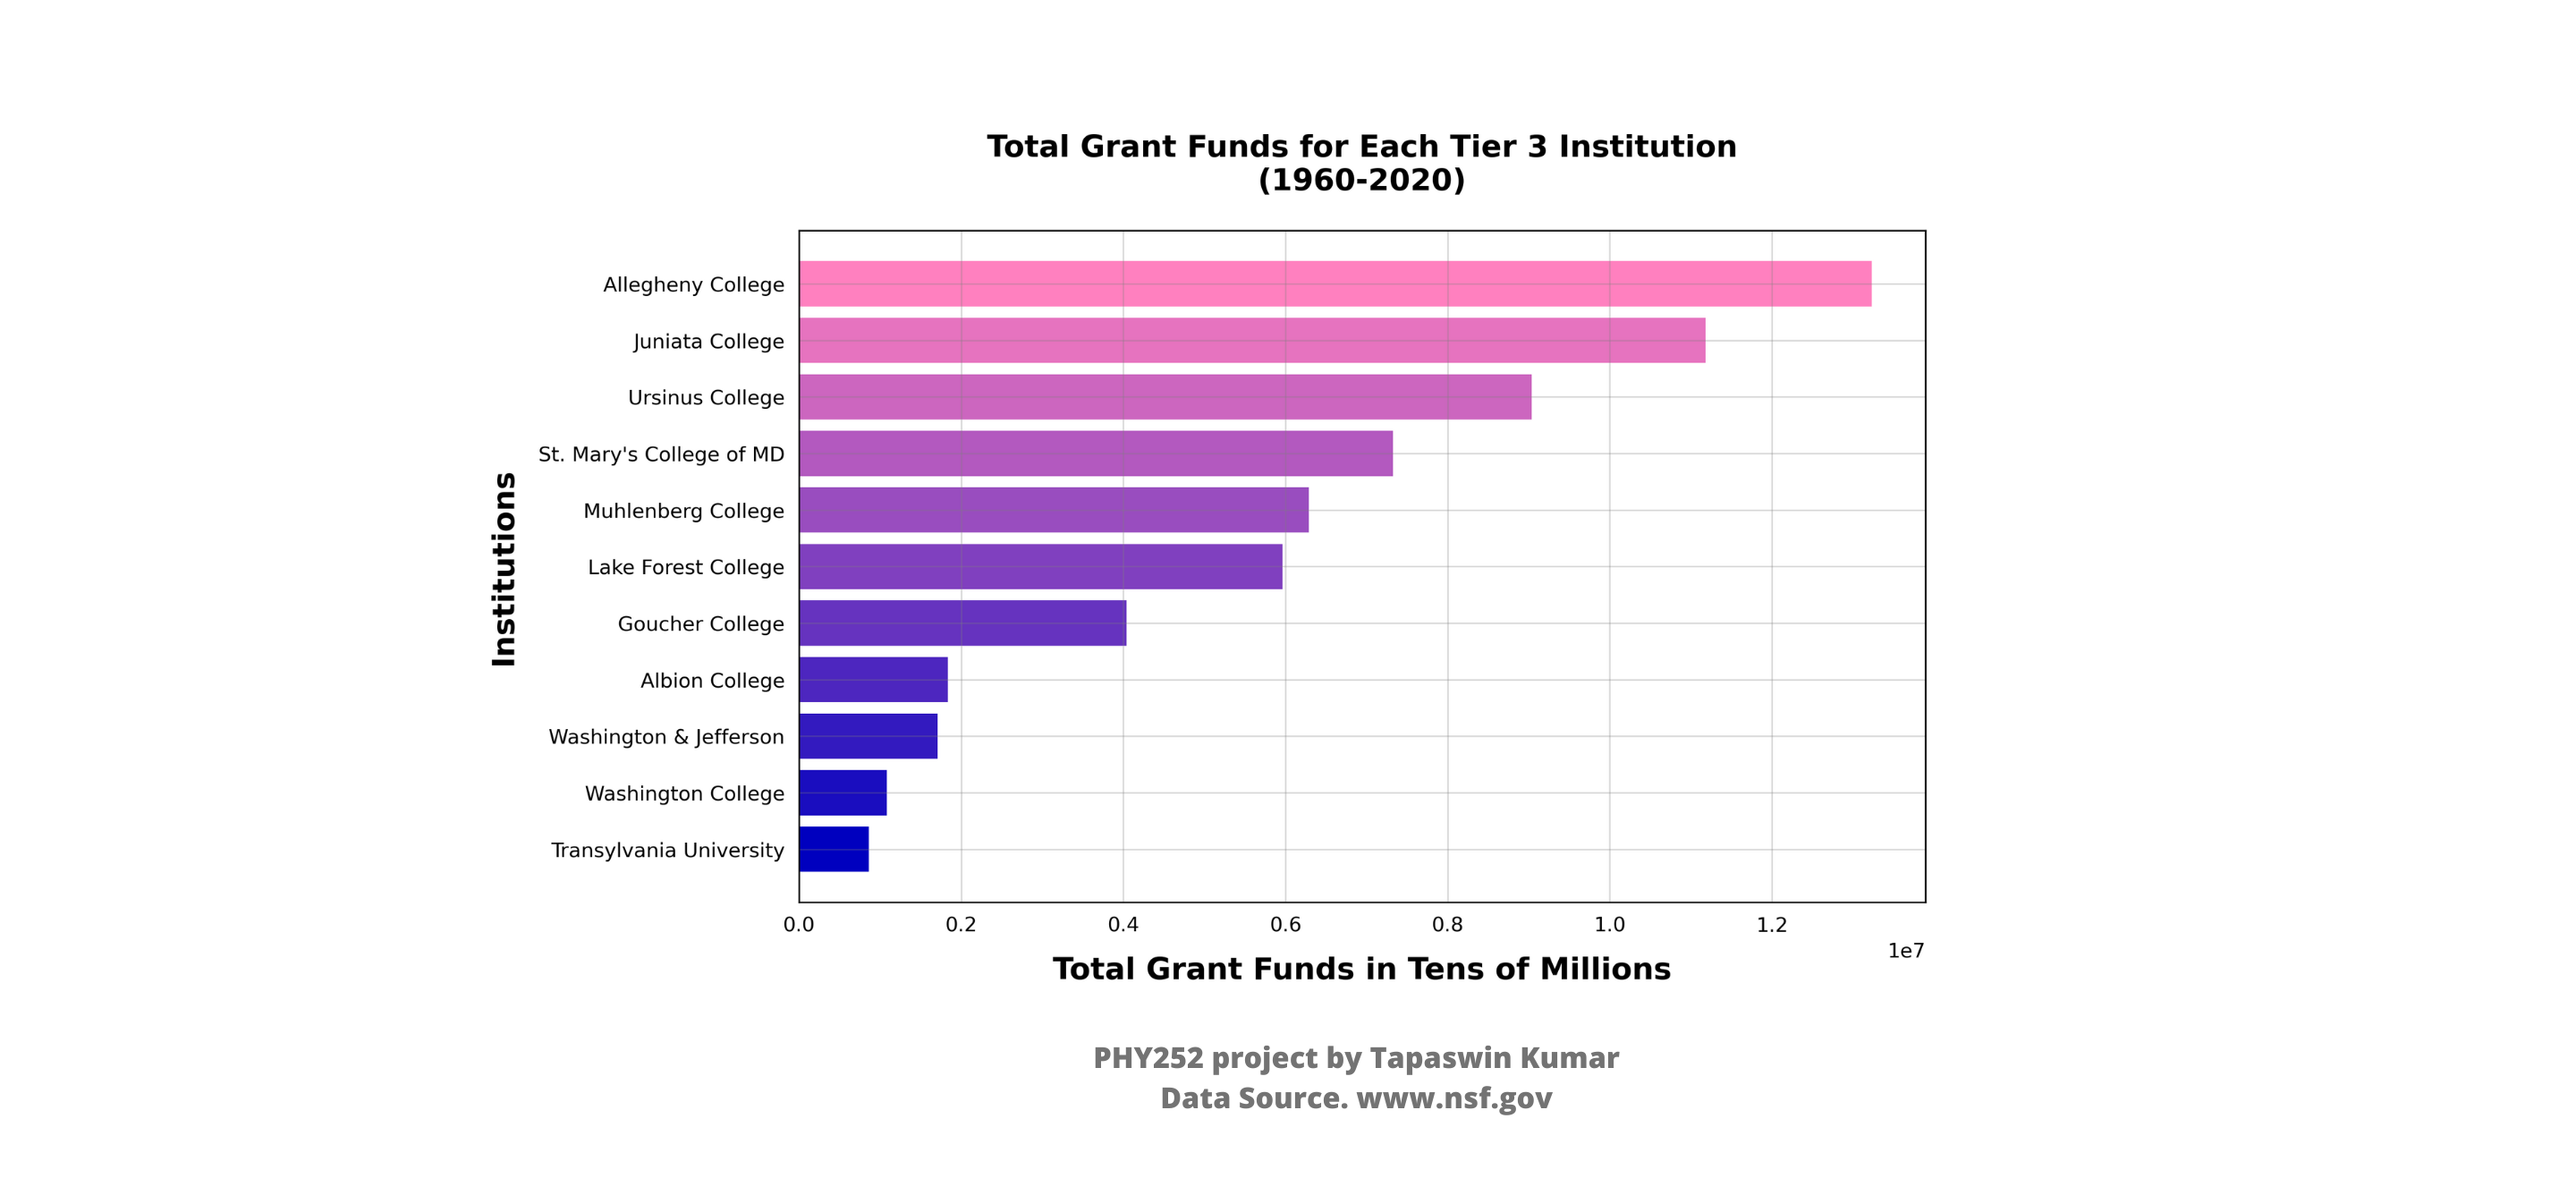 Total Grant Funds for Each Tier 3 Institution
(1960-2020)
Institutions
Allegheny College
Juniata College
Ursinus College
St. Mary's College of MD
Muhlenberg College
Lake Forest College
Goucher College
Albion College
Washington & Jefferson
Washington College
Transylvania University
0.0 0.2 0.4 0.6 0.8 1.0 1.2
1e7
Total Grant Funds in Tens of Millions
PHY252 project by Tapaswin Kumar
Data Source. www.nsf.gov